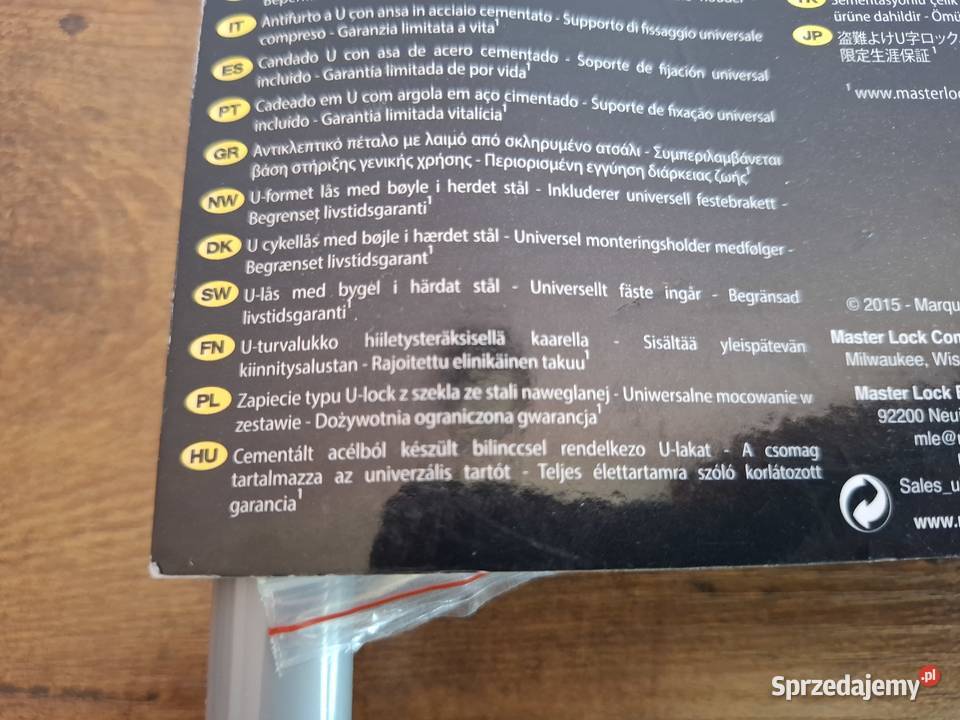 IT Antifurto a U con ansa in acciaio cementato - Supporto di fissaggio universale
compreso - Garanzia limitata a vita¹
ES Candado U con asa de acero cementado - Soporte de fijación universal
incluido - Garantía limitada de por vida¹
PT Cadeado em U com argola em aço cimentado - Suporte de fixação universal
incluido - Garantia limitada vitalícia¹
GR Αντικλεπτικό πέταλο με λαιμό από σκληρυμένο ατσάλι - Συμπεριλαμβάνεται
βάση στήριξης γενικής χρήσης - Περιορισμένη εγγύηση διάρκειας ζωής¹
NW U-formet lås med bøyle i herdet stål - Inkluderer universell festebrakett -
Begrenset livstidsgaranti¹
DK U cykellås med bøjle i hærdet stål - Universel monteringsholder medfølger -
Begrænset livstidsgarant¹
SW U-lås med bygel i härdat stål - Universellt fäste ingår - Begränsad
livstidsgaranti¹.
FN U-turvalukko hiiletysteräksisellä kaarella - Sisältää yleispätevän
kiinnitysalustan - Rajoitettu elinikäinen takuu¹
PL Zapiecie typu U-lock z szekla ze stali naweglanej - Uniwersalne mocowanie w
zestawie - Dożywotnia ograniczona gwarancja¹
HU Cementált acélból készült bilinccsel rendelkezo U-lakat - A csomag
tartalmazza az univerzális tartót - Teljes élettartamra szóló korlátozott
garancia¹
ürüne dahildir -
JP 盗難よけU字ロック
限定生涯保証¹
¹ www.masterloc
© 2015 - Marqu
Master Lock Com
Milwaukee, Wis
Master Lock E
92200 Neui
Sales_u
www.
Sprzedajemy.pl